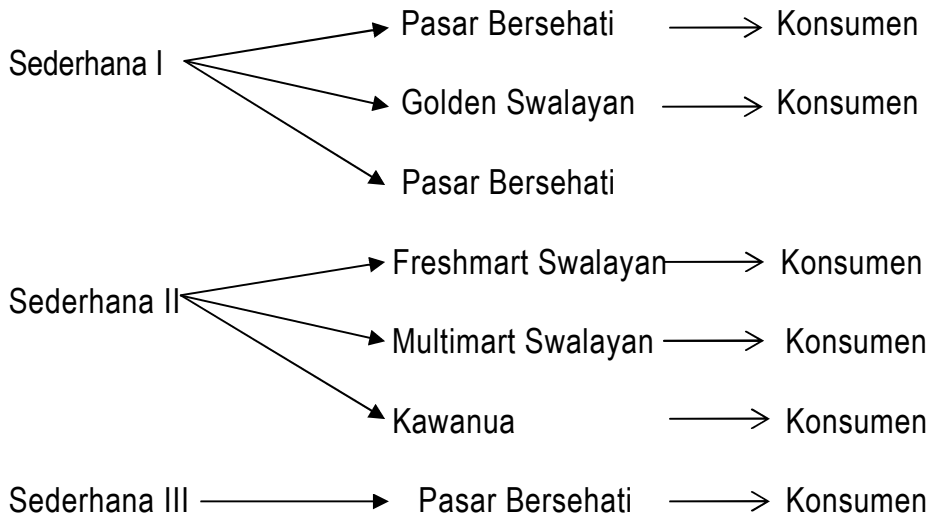 Pasar Bersehati Konsumen
Sederhana I
Golden Swalayan Konsumen
Pasar Bersehati
Freshmart Swalayan Konsumen
Sederhana II
Multimart Swalayan Konsumen
Kawanua Konsumen
Sederhana III Pasar Bersehati Konsumen